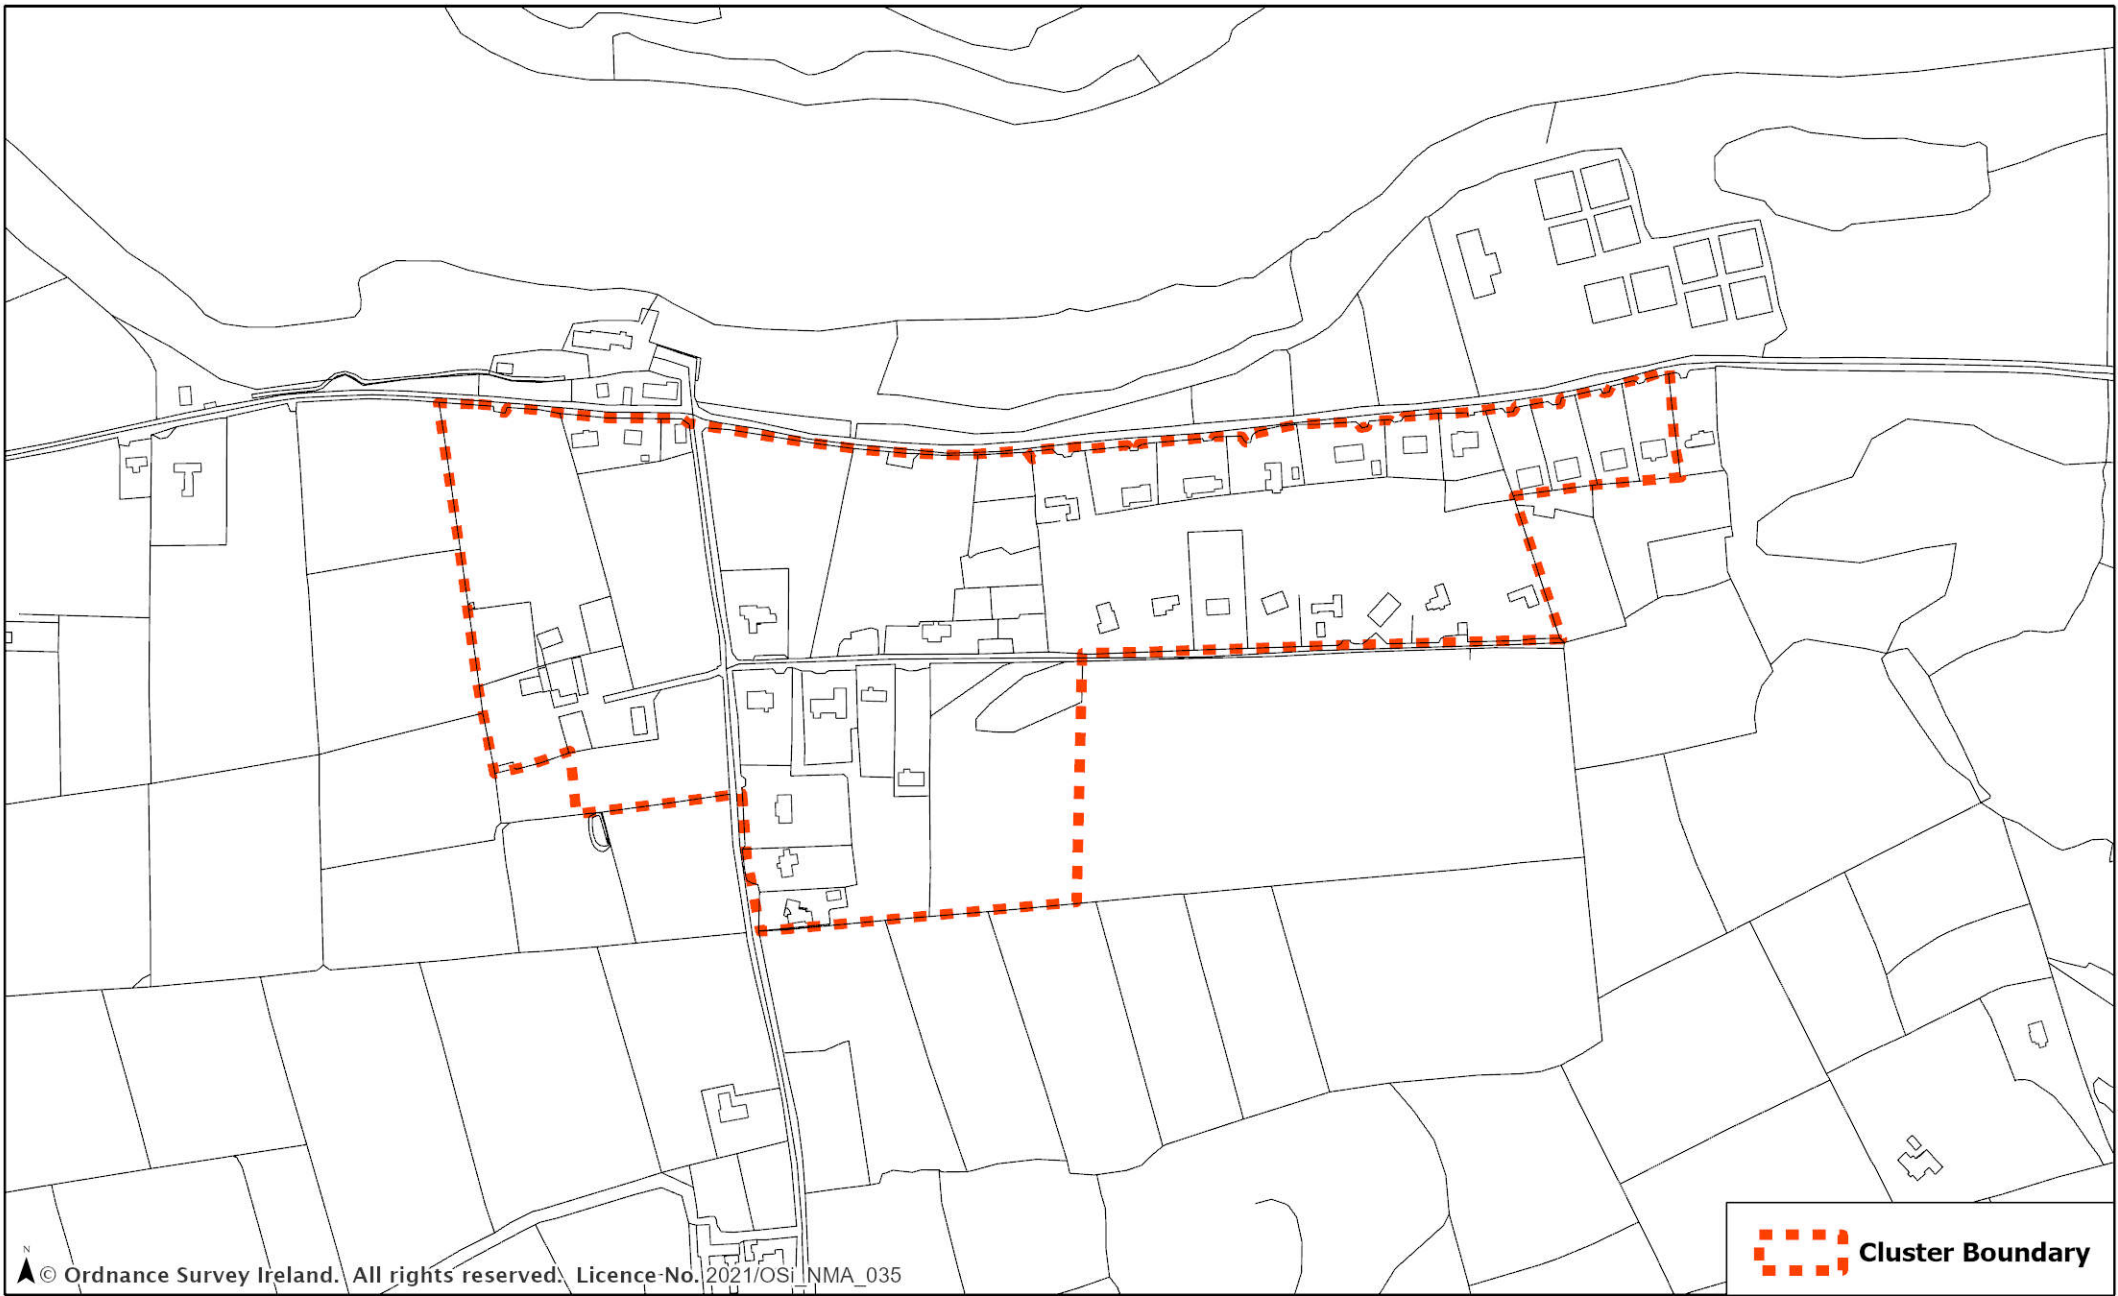 Cluster Boundary
N
© Ordnance Survey Ireland. All rights reserved. Licence No. 2021/OSi_NMA_035